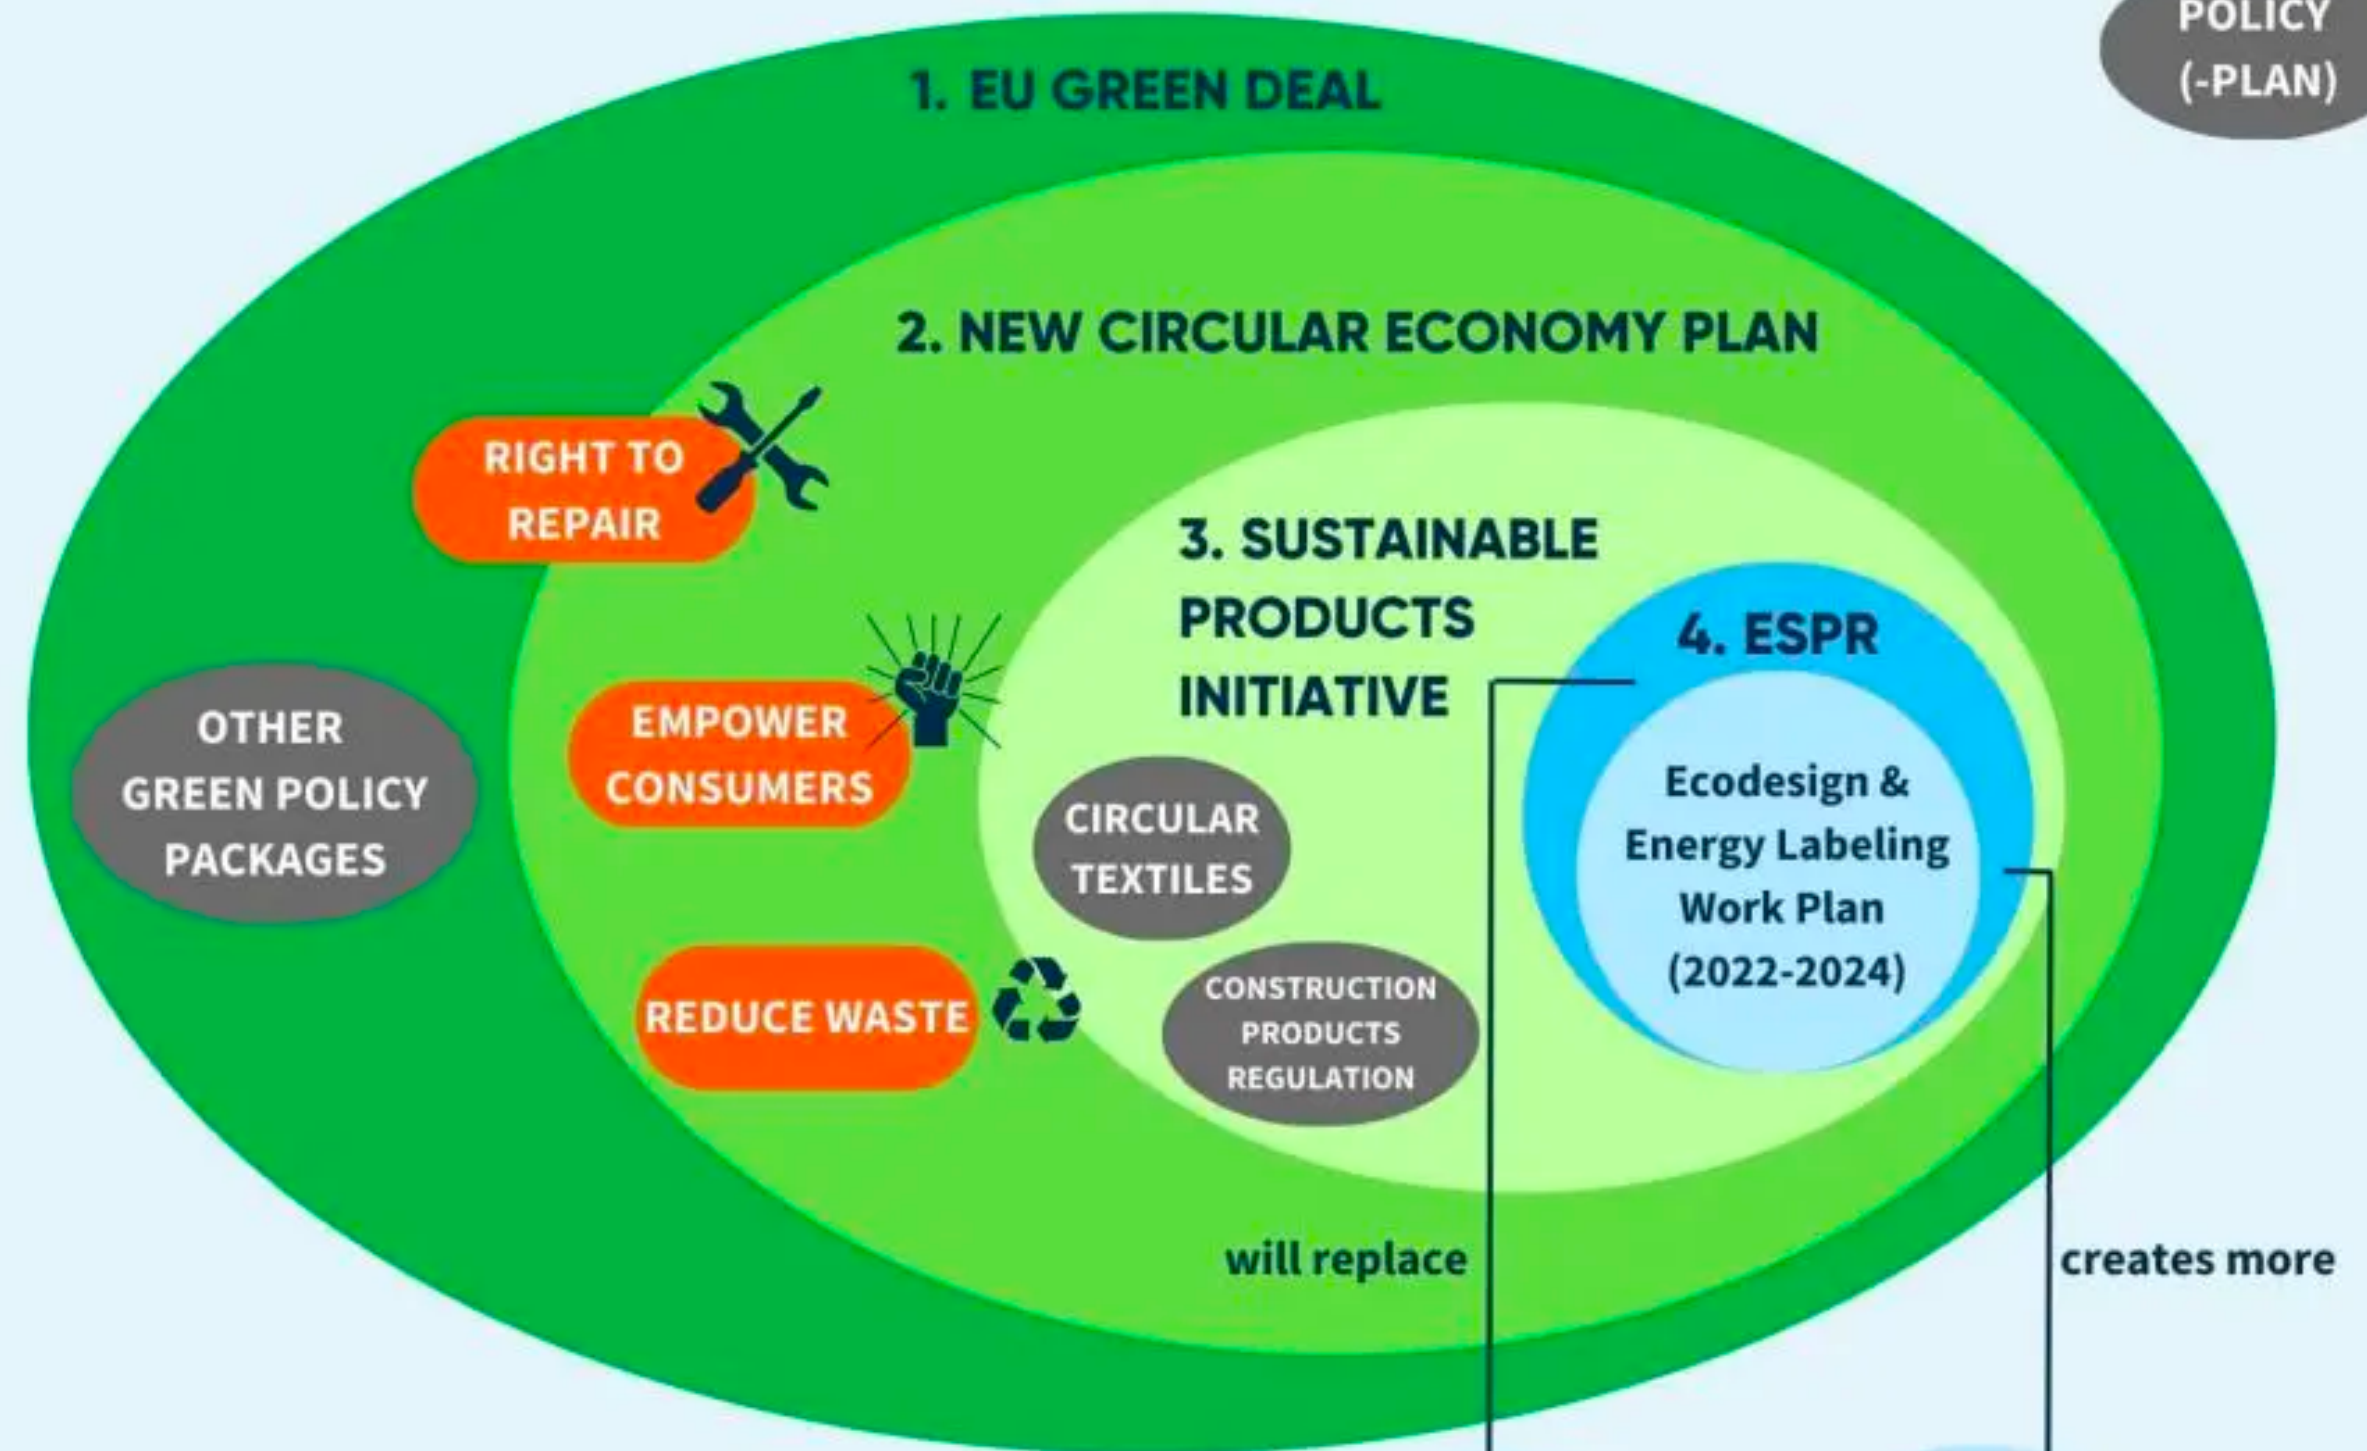 POLICY
(-PLAN)
1. EU GREEN DEAL
2. NEW CIRCULAR ECONOMY PLAN
RIGHT TO
REPAIR
3. SUSTAINABLE
PRODUCTS
INITIATIVE
4. ESPR
EMPOWER
CONSUMERS
OTHER
GREEN POLICY
PACKAGES
CIRCULAR
TEXTILES
Ecodesign &
Energy Labeling
Work Plan
(2022-2024)
REDUCE WASTE
CONSTRUCTION
PRODUCTS
REGULATION
will replace
creates more